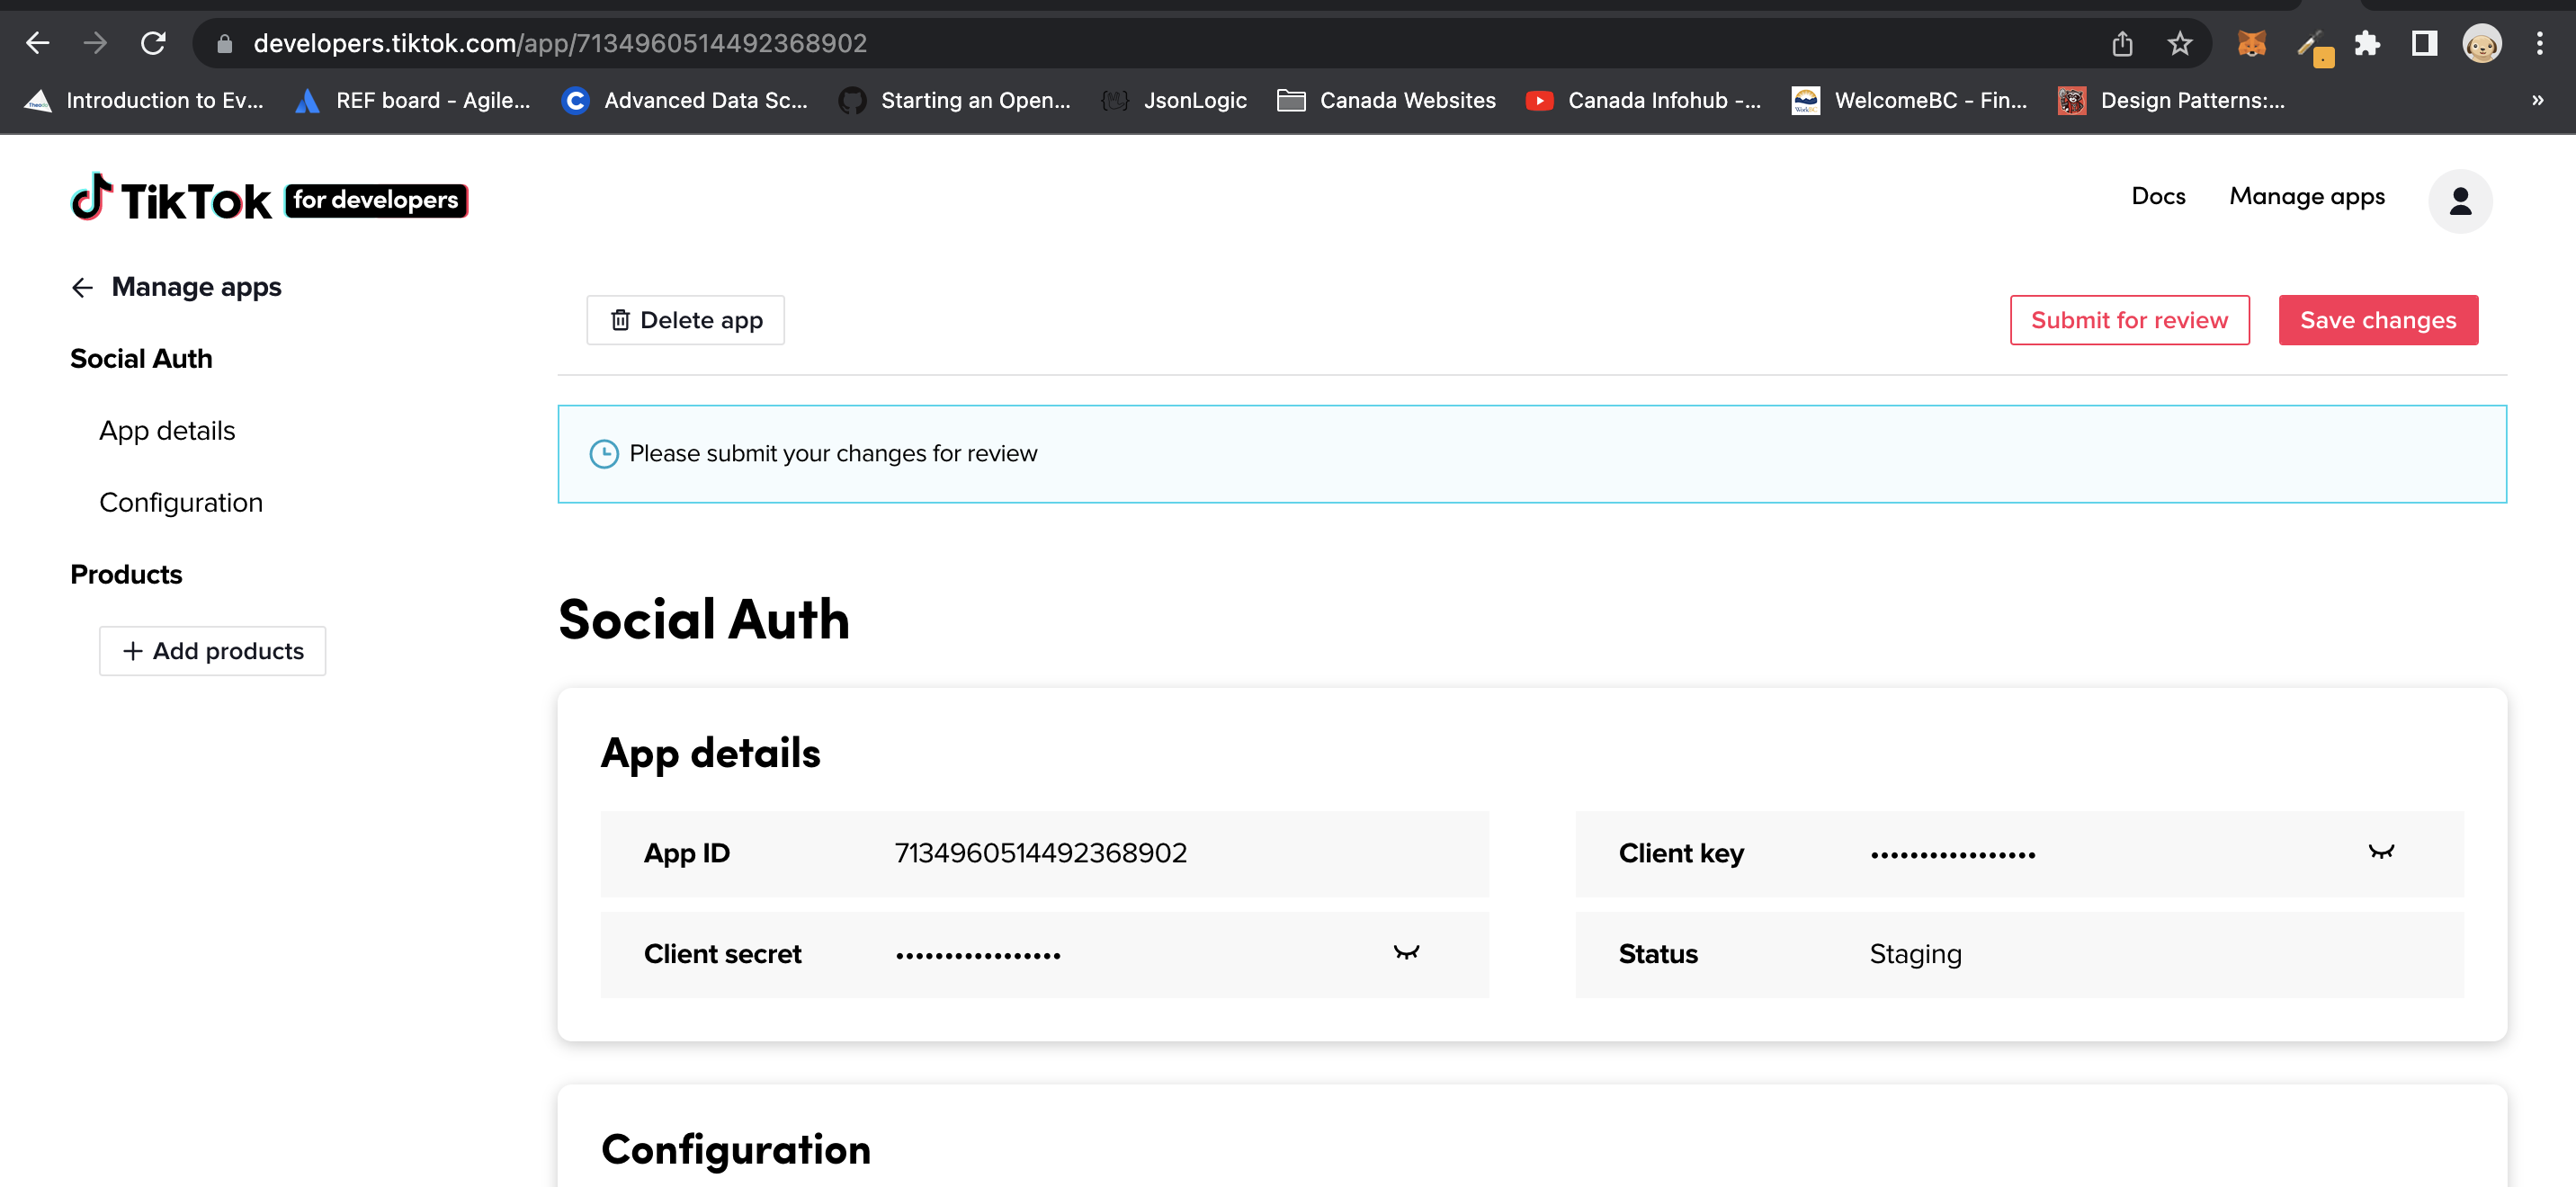 developers.tiktok.com/app/7134960514492368902
Introduction to Ev... REF board - Agile... Advanced Data Sc... Starting an Open... JsonLogic Canada Websites Canada Infohub -... WelcomeBC - Fin... Design Patterns:... »
TikTok for developers Docs Manage apps
Manage apps
Delete app Submit for review Save changes
Social Auth
App details
Please submit your changes for review
Configuration
Products
Social Auth
+ Add products
App details
App ID 7134960514492368902 Client key •••••••••••••••••
Client secret ••••••••••••••••• Status Staging
Configuration